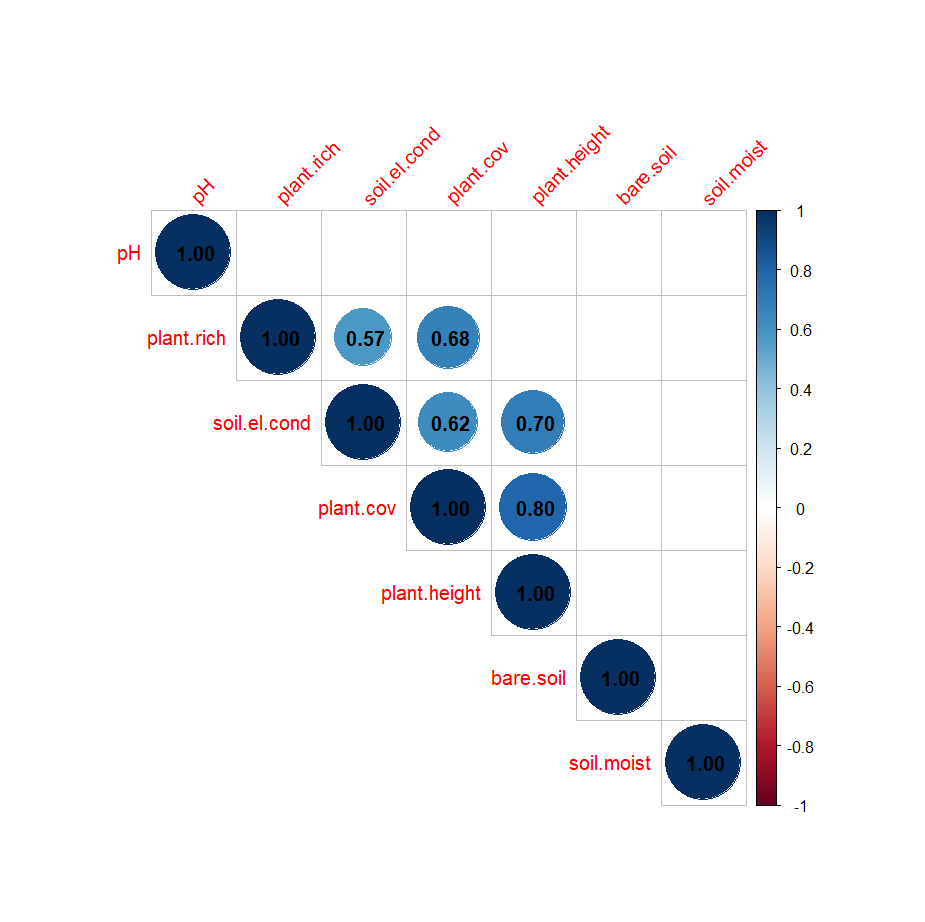 pH plant.rich soil.el.cond plant.cov plant.height bare.soil soil.moist
1
pH 1.00
0.8
plant.rich 1.00 0.57 0.68
0.6
0.4
soil.el.cond 1.00 0.62 0.70
0.2
plant.cov 1.00 0.80
0
-0.2
plant.height 1.00
-0.4
bare.soil 1.00
-0.6
-0.8
soil.moist 1.00
-1